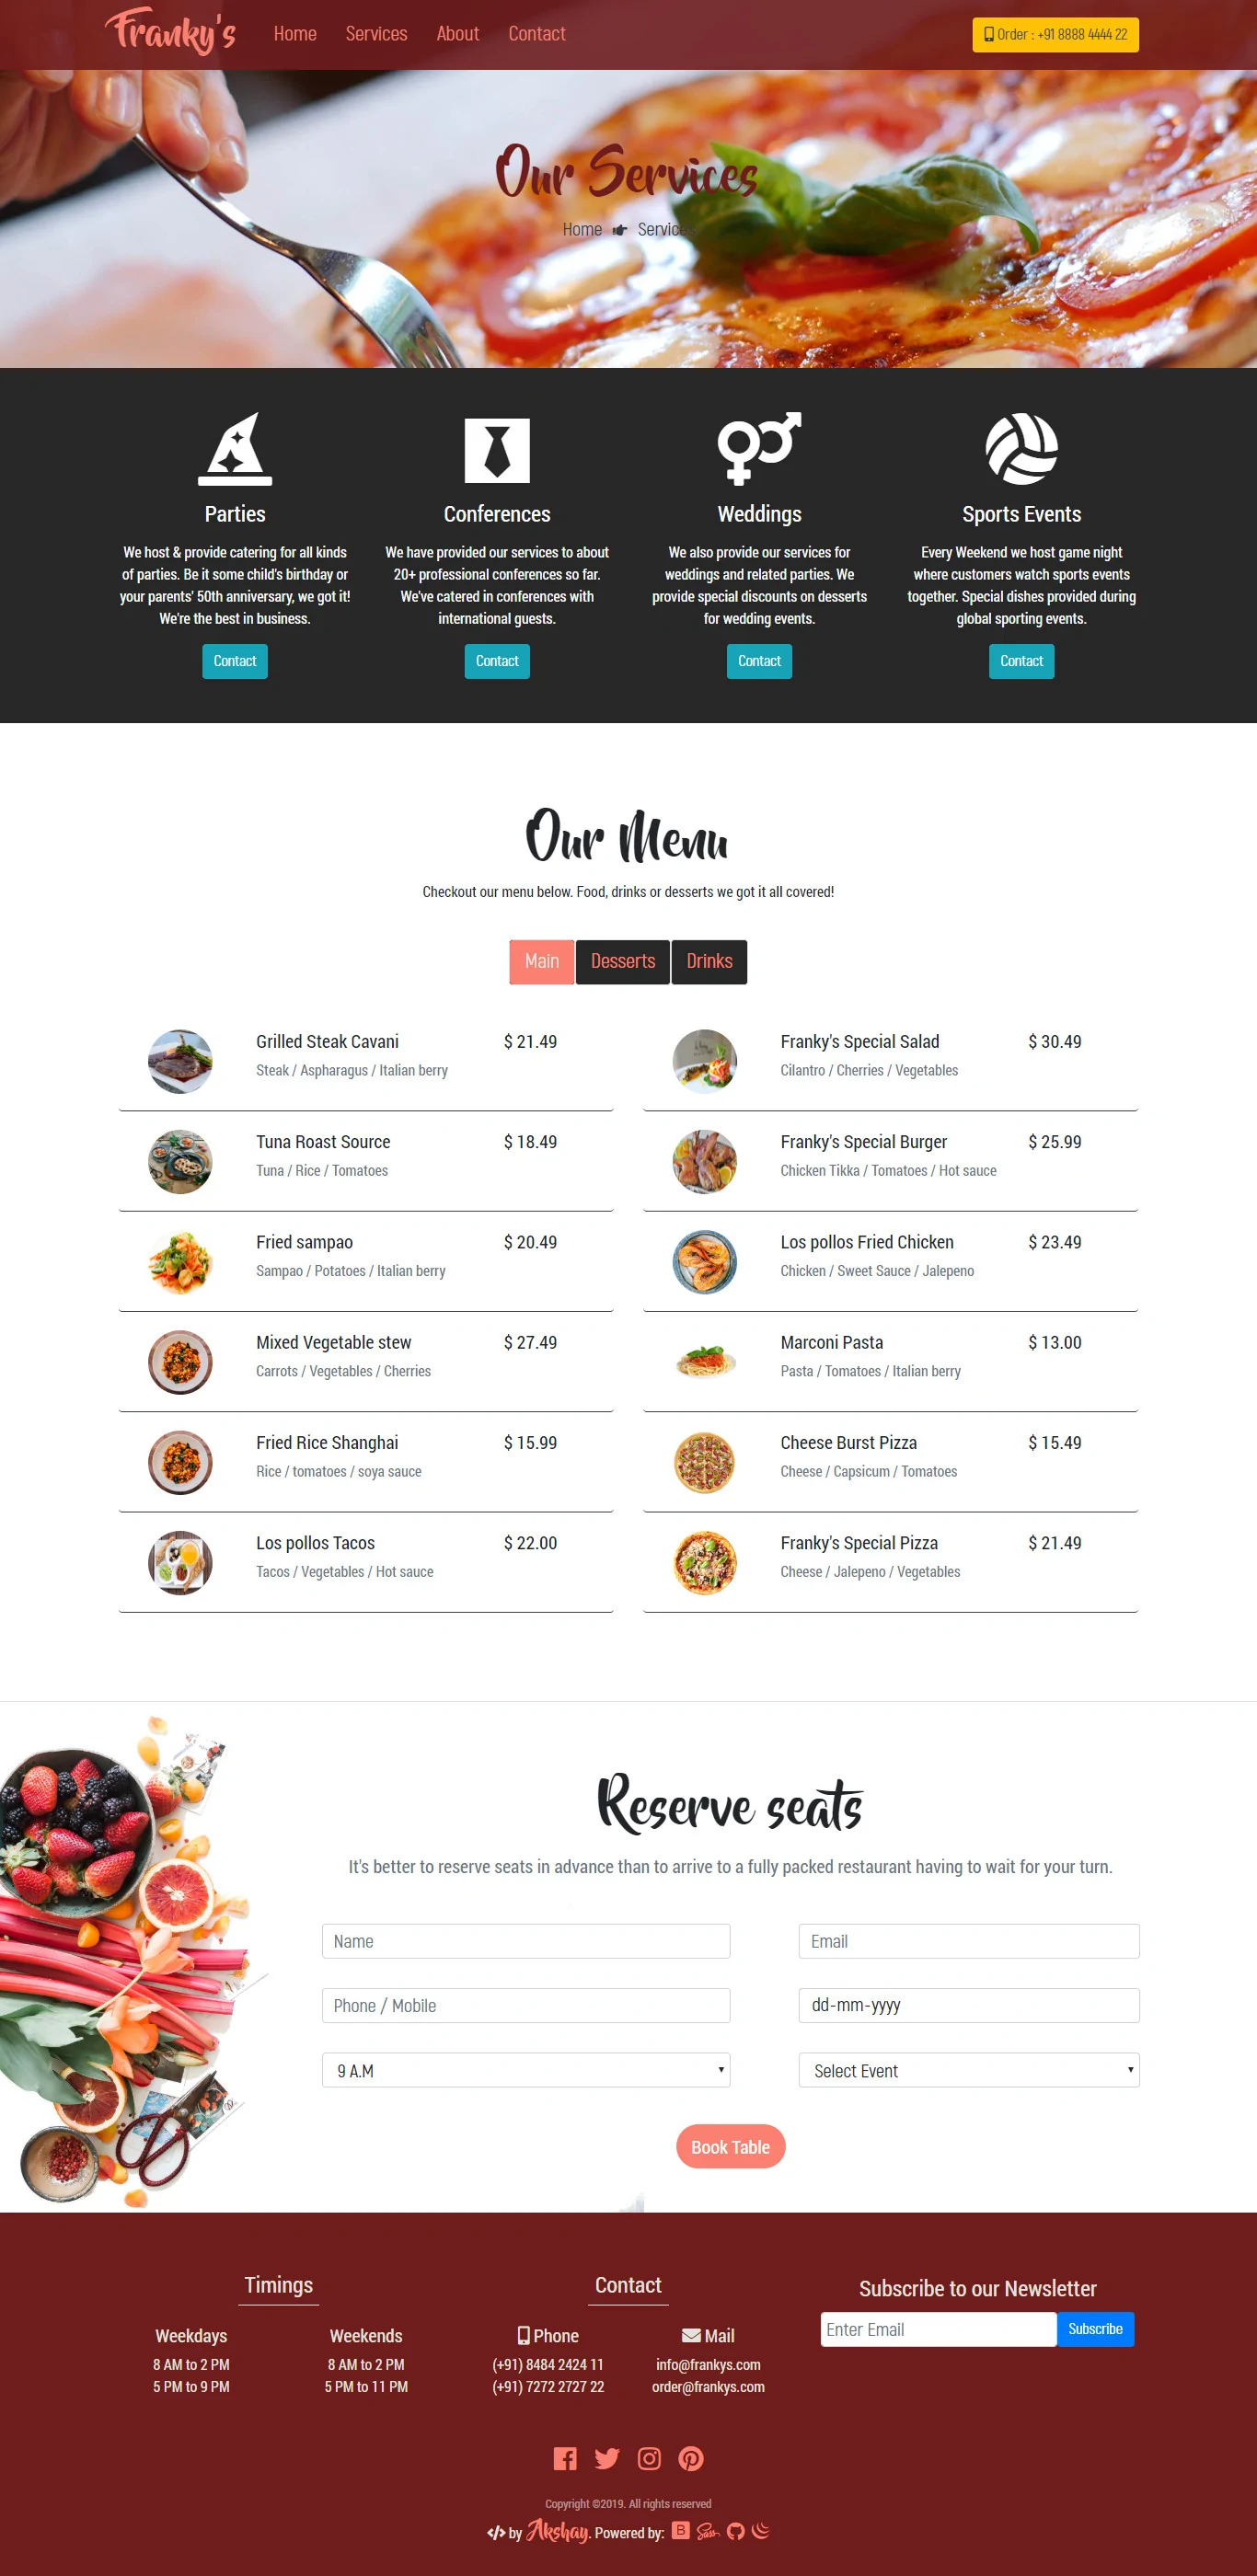 Franky's
Home Services About Contact
Order : +91 8888 4444 22
Our Services
Home Services
Parties
We host & provide catering for all kinds
of parties. Be it some child's birthday or
your parents' 50th anniversary, we got it!
We're the best in business.
Contact
Conferences
We have provided our services to about
20+ professional conferences so far.
We've catered in conferences with
international guests.
Contact
Weddings
We also provide our services for
weddings and related parties. We
provide special discounts on desserts
for wedding events.
Contact
Sports Events
Every Weekend we host game night
where customers watch sports events
together. Special dishes provided during
global sporting events.
Contact
Our Menu
Checkout our menu below. Food, drinks or desserts we got it all covered!
Main Desserts Drinks
Grilled Steak Cavani $ 21.49
Steak / Aspharagus / Italian berry
Franky's Special Salad $ 30.49
Cilantro / Cherries / Vegetables
Tuna Roast Source $ 18.49
Tuna / Rice / Tomatoes
Franky's Special Burger $ 25.99
Chicken Tikka / Tomatoes / Hot sauce
Fried sampao $ 20.49
Sampao / Potatoes / Italian berry
Los pollos Fried Chicken $ 23.49
Chicken / Sweet Sauce / Jalepeno
Mixed Vegetable stew $ 27.49
Carrots / Vegetables / Cherries
Marconi Pasta $ 13.00
Pasta / Tomatoes / Italian berry
Fried Rice Shanghai $ 15.99
Rice / tomatoes / soya sauce
Cheese Burst Pizza $ 15.49
Cheese / Capsicum / Tomatoes
Los pollos Tacos $ 22.00
Tacos / Vegetables / Hot sauce
Franky's Special Pizza $ 21.49
Cheese / Jalepeno / Vegetables
Reserve seats
It's better to reserve seats in advance than to arrive to a fully packed restaurant having to wait for your turn.
Name
Email
Phone / Mobile
dd-mm-yyyy
9 A.M
Select Event
Book Table
Timings
Weekdays
8 AM to 2 PM
5 PM to 9 PM
Weekends
8 AM to 2 PM
5 PM to 11 PM
Contact
Phone
(+91) 8484 2424 11
(+91) 7272 2727 22
Mail
info@frankys.com
order@frankys.com
Subscribe to our Newsletter
Enter Email Subscribe
Copyright ©2019. All rights reserved
</> by Akshay. Powered by: B Sass